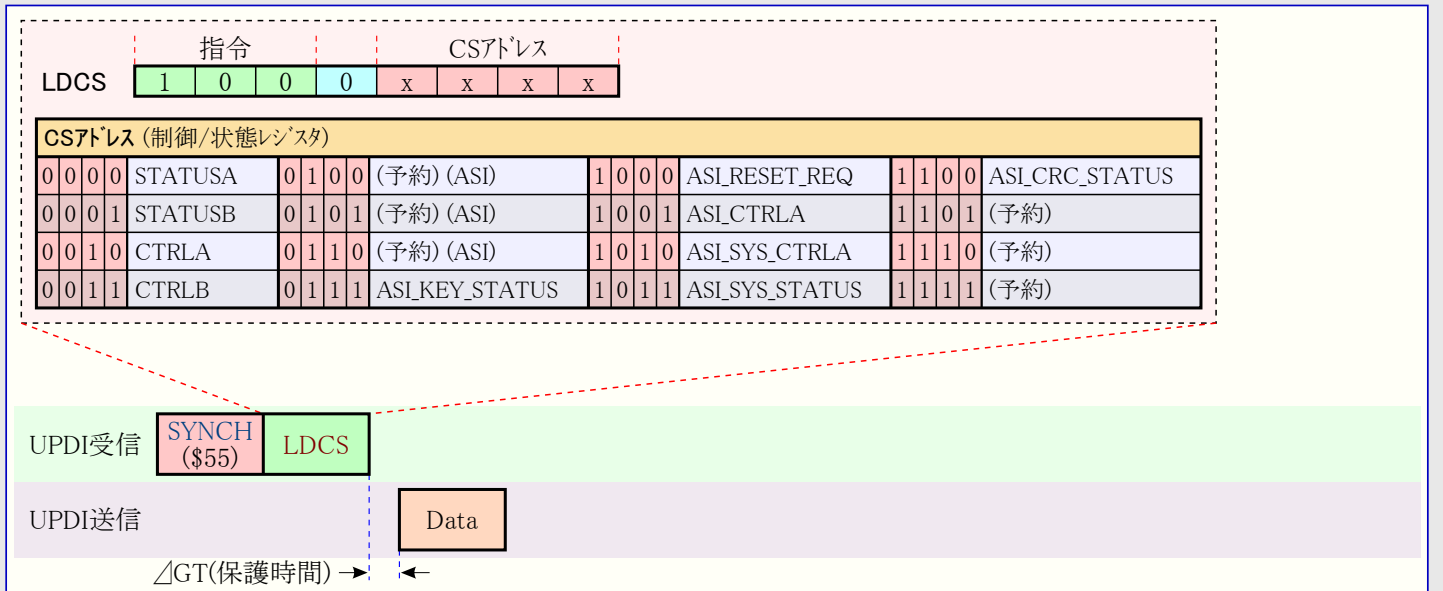 指令 CSアドレス
LDCS 1 0 0 0 x x x x
CSアドレス (制御/状態レジスタ)
0 0 0 0 STATUSA 0 1 0 0 (予約) (ASI) 1 0 0 0 ASI_RESET_REQ 1 1 0 0 ASI_CRC_STATUS
0 0 0 1 STATUSB 0 1 0 1 (予約) (ASI) 1 0 0 1 ASI_CTRLA 1 1 0 1 (予約)
0 0 1 0 CTRLA 0 1 1 0 (予約) (ASI) 1 0 1 0 ASI_SYS_CTRLA 1 1 1 0 (予約)
0 0 1 1 CTRLB 0 1 1 1 ASI_KEY_STATUS 1 0 1 1 ASI_SYS_STATUS 1 1 1 1 (予約)
UPDI受信 SYNCH
($55) LDCS
UPDI送信 Data
⊿GT(保護時間)